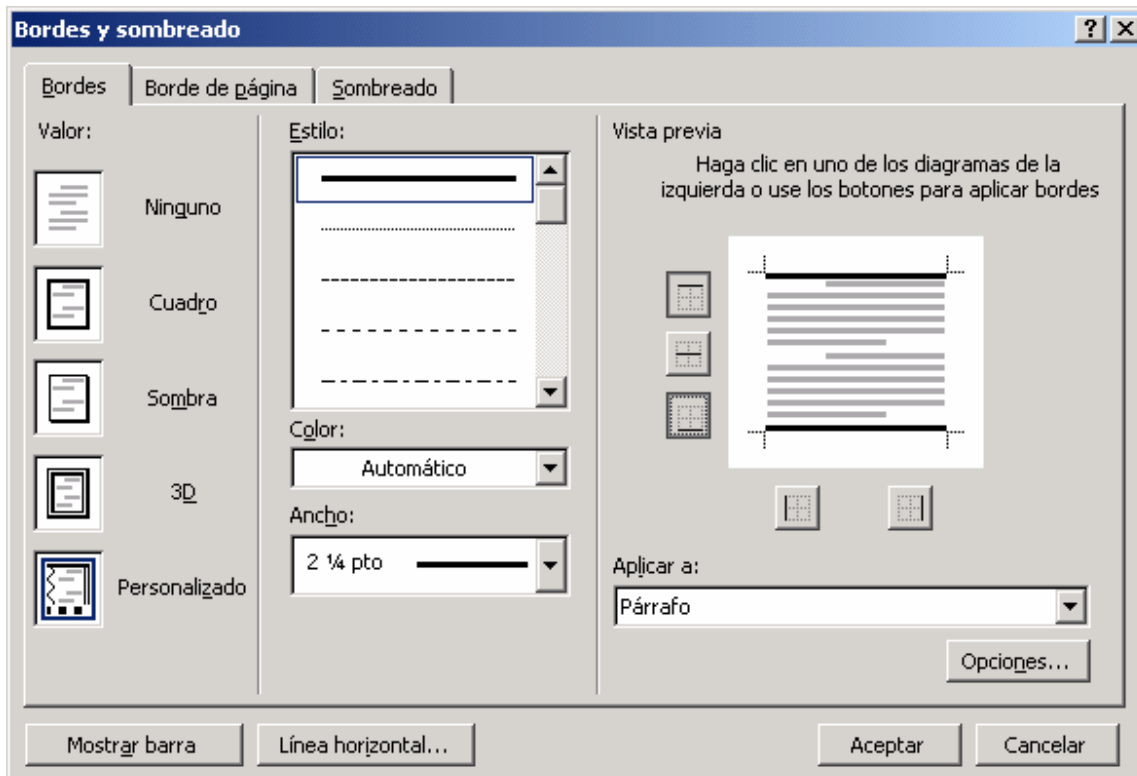 Bordes y sombreado
Bordes
Borde de página
Sombreado
Valor:
Ninguno
Cuadro
Sombra
3D
Personalizado
Estilo:
Color:
Automático
Ancho:
2 ¼ pto
Vista previa
Haga clic en uno de los diagramas de la
izquierda o use los botones para aplicar bordes
Aplicar a:
Párrafo
Opciones...
Mostrar barra
Línea horizontal...
Aceptar
Cancelar